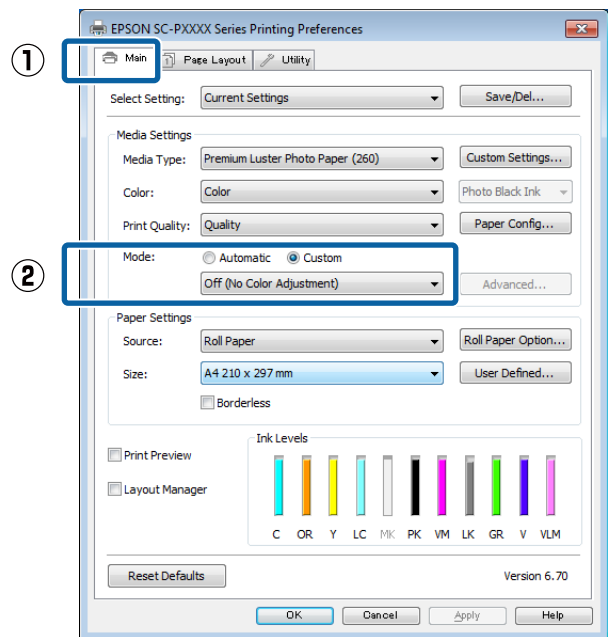 EPSON SC-PXXXX Series Printing Preferences
① Main Page Layout Utility
Select Setting: Current Settings Save/Del...
Media Settings
Media Type: Premium Luster Photo Paper (260) Custom Settings...
Color: Color Photo Black Ink
Print Quality: Quality Paper Config...
Mode: Automatic Custom
② Off (No Color Adjustment) Advanced...
Paper Settings
Source: Roll Paper Roll Paper Option...
Size: A4 210 x 297 mm User Defined...
Borderless
Ink Levels
Print Preview
Layout Manager
C OR Y LC MK PK VM LK GR V VLM
Reset Defaults Version 6.70
OK Cancel Apply Help